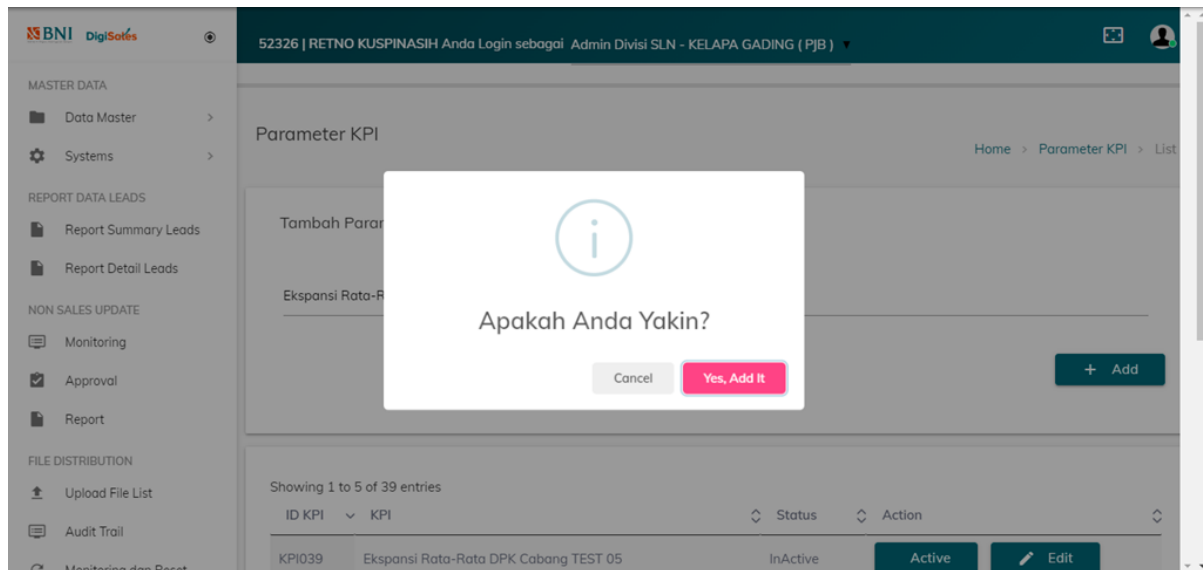 BNI DigiSales
52326 | RETNO KUSPINASIH Anda Login sebagai Admin Divisi SLN - KELAPA GADING ( PJB )
MASTER DATA
Data Master
Systems
REPORT DATA LEADS
Report Summary Leads
Report Detail Leads
NON SALES UPDATE
Monitoring
Approval
Report
FILE DISTRIBUTION
Upload File List
Audit Trail
Monitoring dan Reset
Parameter KPI
Home > Parameter KPI > List
Tambah
Ekspansi
+ Add
i
Apakah Anda Yakin?
Cancel Yes, Add It
Showing 1 to 5 of 39 entries
ID KPI KPI Status Action
KPI039 Ekspansi Rata-Rata DPK Cabang TEST 05 InActive Active Edit